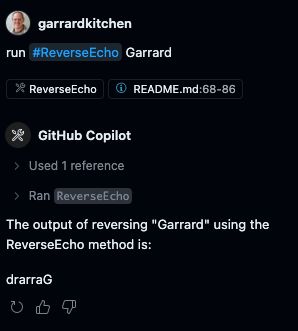 garrardkitchen
run #ReverseEcho Garrard
ReverseEcho README.md:68-86
GitHub Copilot
Used 1 reference
Ran ReverseEcho
The output of reversing "Garrard" using the
ReverseEcho method is:
drarraG